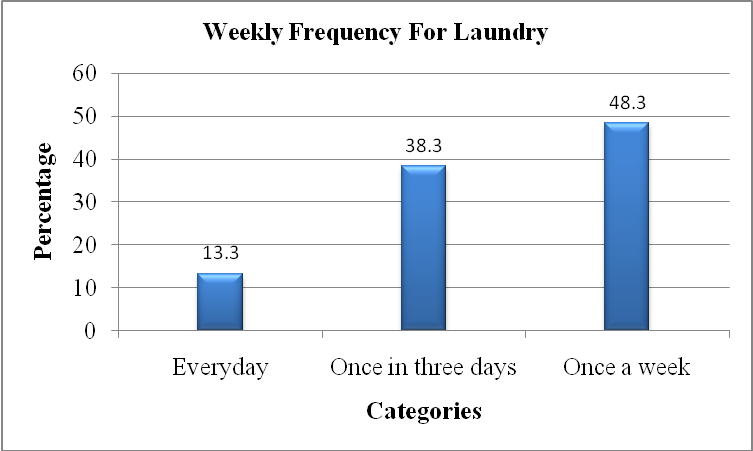 Weekly Frequency For Laundry
Percentage
60
50
40
30
20
10
0
13.3
38.3
48.3
Everyday
Once in three days
Once a week
Categories